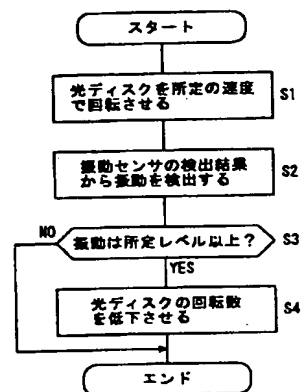 スタート
光ディスクを所定の速度
で回転させる
S1
振動センサの検出結果
から振動を検出する
S2
NO
振動は所定レベル以上?
S3
YES
光ディスクの回転数
を低下させる
S4
エンド